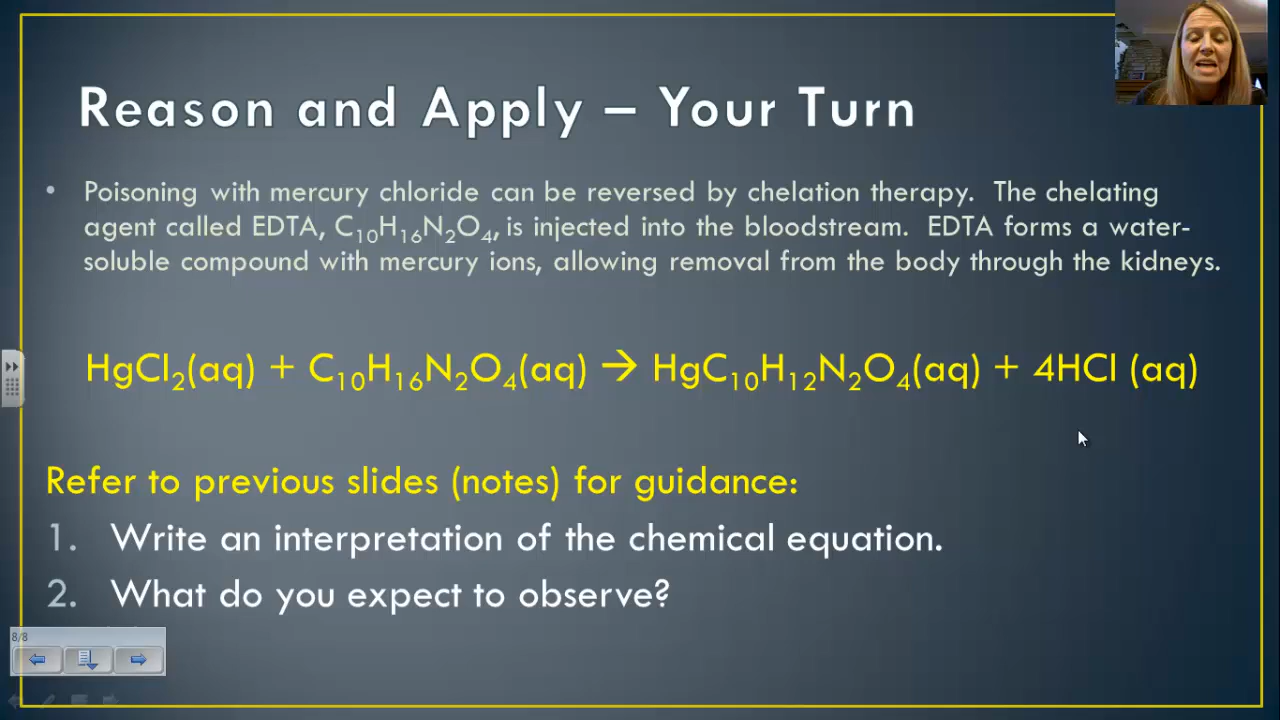 Reason and Apply – Your Turn
• Poisoning with mercury chloride can be reversed by chelation therapy. The chelating
agent called EDTA, C₁₀H₁₆N₂O₄, is injected into the bloodstream. EDTA forms a water-
soluble compound with mercury ions, allowing removal from the body through the kidneys.
HgCl₂(aq) + C₁₀H₁₆N₂O₄(aq) → HgC₁₀H₁₂N₂O₄(aq) + 4HCl (aq)
Refer to previous slides (notes) for guidance:
1. Write an interpretation of the chemical equation.
2. What do you expect to observe?
8/8